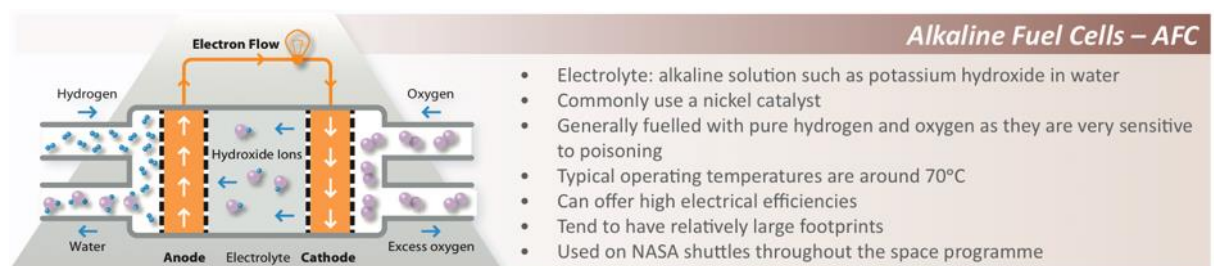 Alkaline Fuel Cells – AFC
Electron Flow
Hydrogen
Oxygen
Hydroxide Ions
Water
Excess oxygen
Anode
Electrolyte
Cathode
• Electrolyte: alkaline solution such as potassium hydroxide in water
• Commonly use a nickel catalyst
• Generally fuelled with pure hydrogen and oxygen as they are very sensitive
to poisoning
• Typical operating temperatures are around 70°C
• Can offer high electrical efficiencies
• Tend to have relatively large footprints
• Used on NASA shuttles throughout the space programme